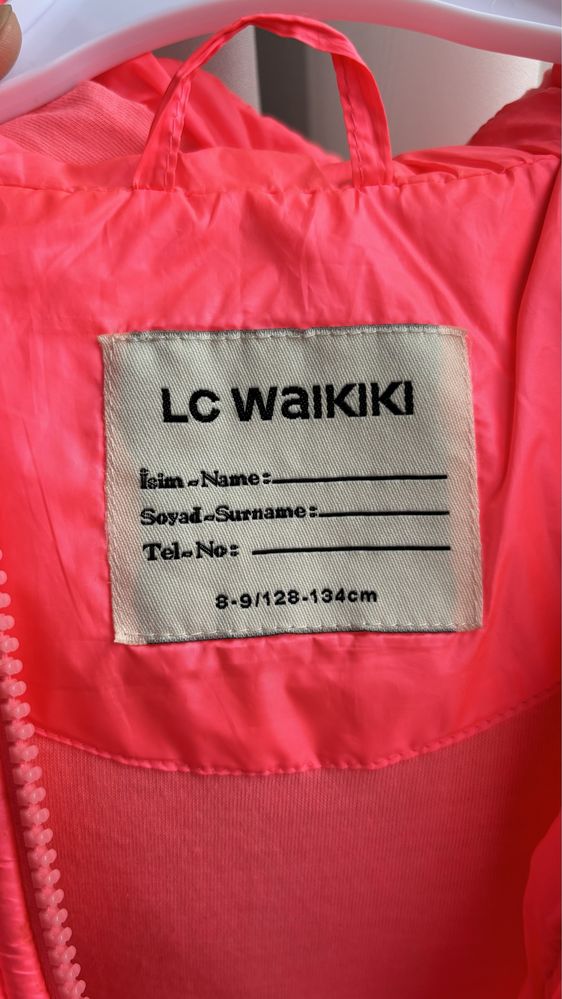 LC WAIKIKI
İsim-Name:
Soyad-Surname:
Tel-No:
8-9/128-134cm